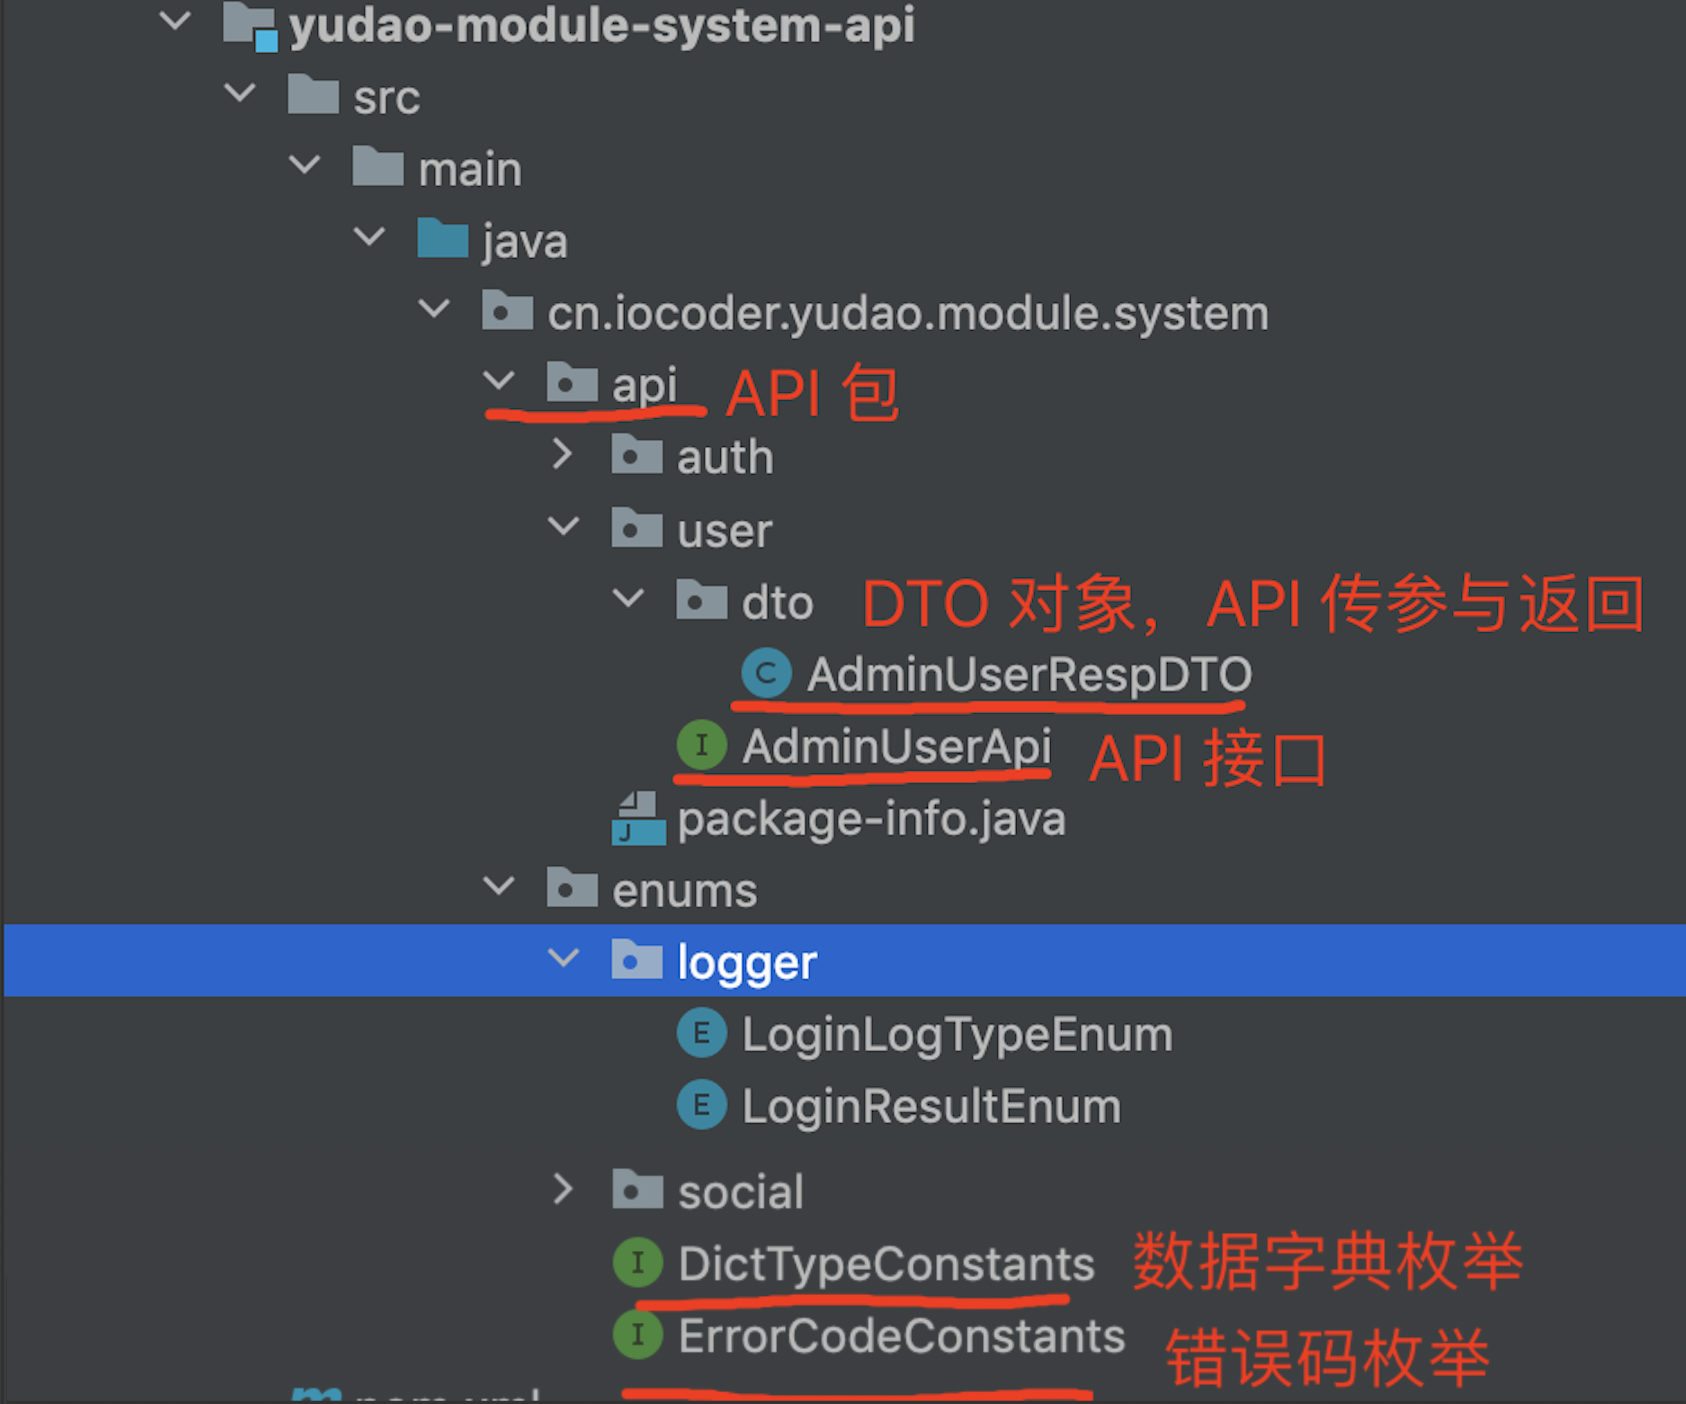 yudao-module-system-api
src
main
java
cn.iocoder.yudao.module.system
api API 包
auth
user
dto DTO 对象，API 传参与返回
C AdminUserRespDTO
I AdminUserApi API 接口
J package-info.java
enums
logger
E LoginLogTypeEnum
E LoginResultEnum
social
I DictTypeConstants 数据字典枚举
I ErrorCodeConstants 错误码枚举